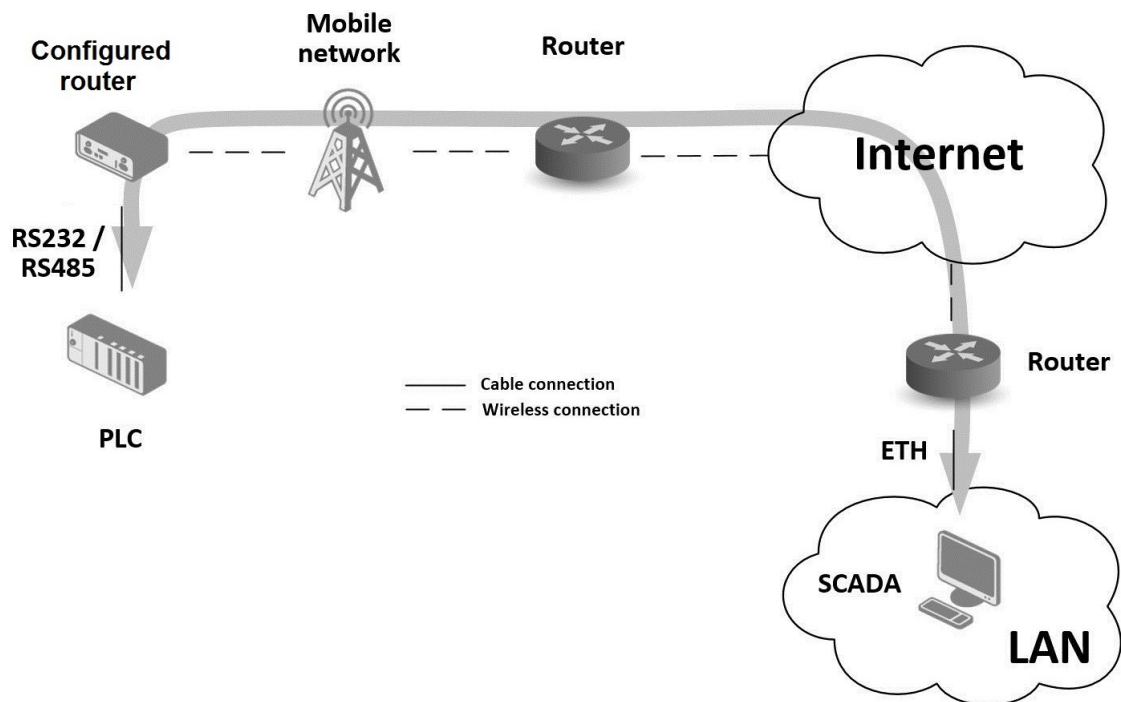 Configured
router
Mobile
network
Router
Internet
RS232 /
RS485
PLC
Cable connection
Wireless connection
Router
ETH
SCADA
LAN